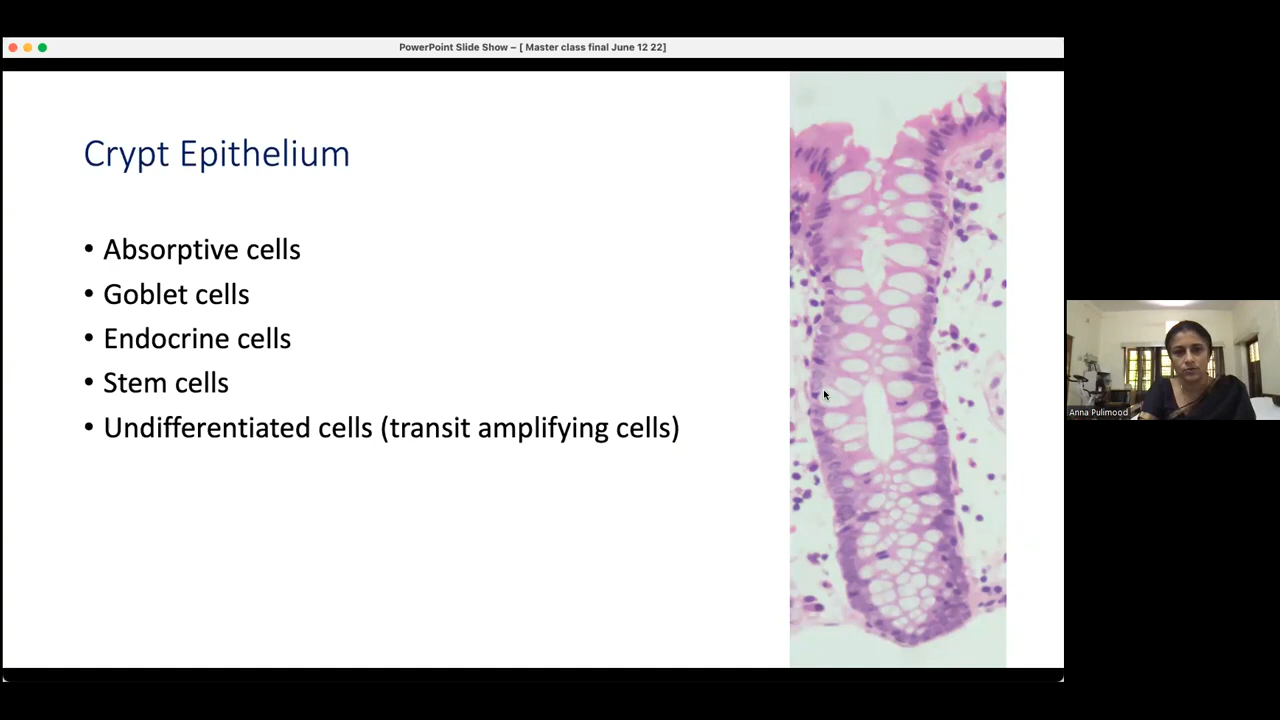 PowerPoint Slide Show – [ Master class final June 12 22]
Crypt Epithelium
• Absorptive cells
• Goblet cells
• Endocrine cells
• Stem cells
• Undifferentiated cells (transit amplifying cells)
Anna Pulimood